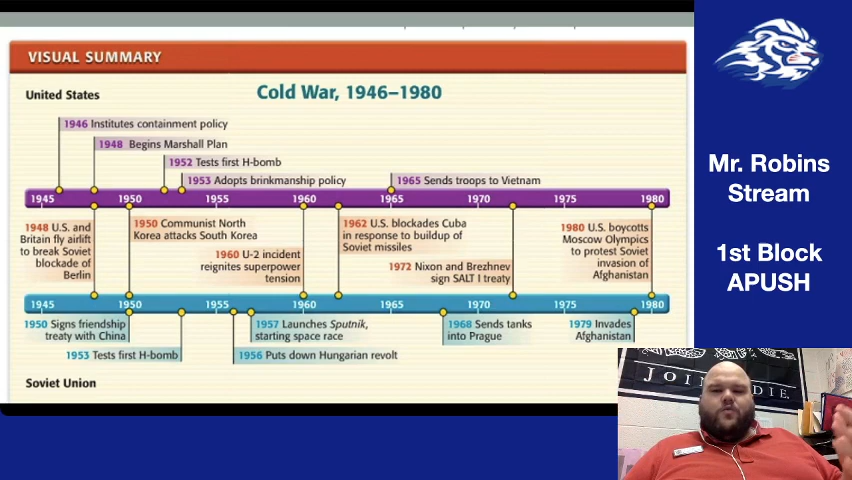 VISUAL SUMMARY
Cold War, 1946–1980
United States
1946 Institutes containment policy
1948 Begins Marshall Plan
1952 Tests first H-bomb
1953 Adopts brinkmanship policy
1965 Sends troops to Vietnam
1945 1950 1955 1960 1965 1970 1975 1980
1948 U.S. and
Britain fly airlift
to break Soviet
blockade of
Berlin
1950 Communist North
Korea attacks South Korea
1960 U-2 incident
reignites superpower
tension
1962 U.S. blockades Cuba
in response to buildup of
Soviet missiles
1972 Nixon and Brezhnev
sign SALT I treaty
1980 U.S. boycotts
Moscow Olympics
to protest Soviet
invasion of
Afghanistan
1945 1950 1955 1960 1965 1970 1975 1980
1950 Signs friendship
treaty with China
1953 Tests first H-bomb
1956 Puts down Hungarian revolt
1957 Launches Sputnik,
starting space race
1968 Sends tanks
into Prague
1979 Invades
Afghanistan
Soviet Union
Mr. Robins
Stream
1st Block
APUSH
JOIN DIE.